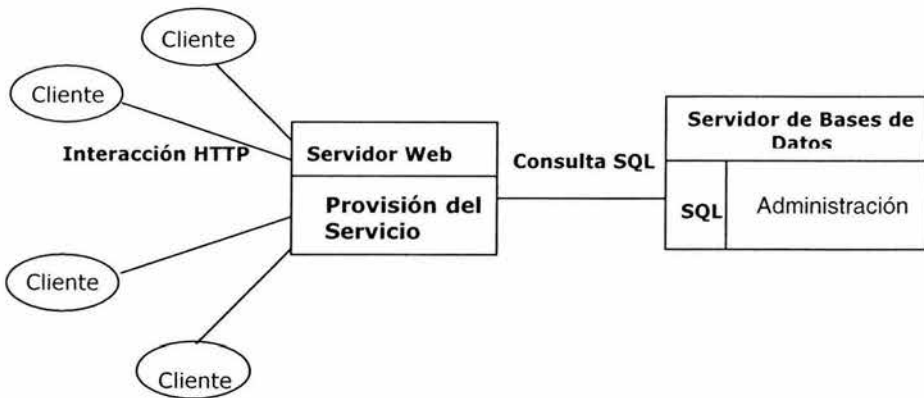 Cliente
Cliente
Interacción HTTP
Servidor Web
Provisión del
Servicio
Cliente
Cliente
Consulta SQL
Servidor de Bases de
Datos
SQL
Administración